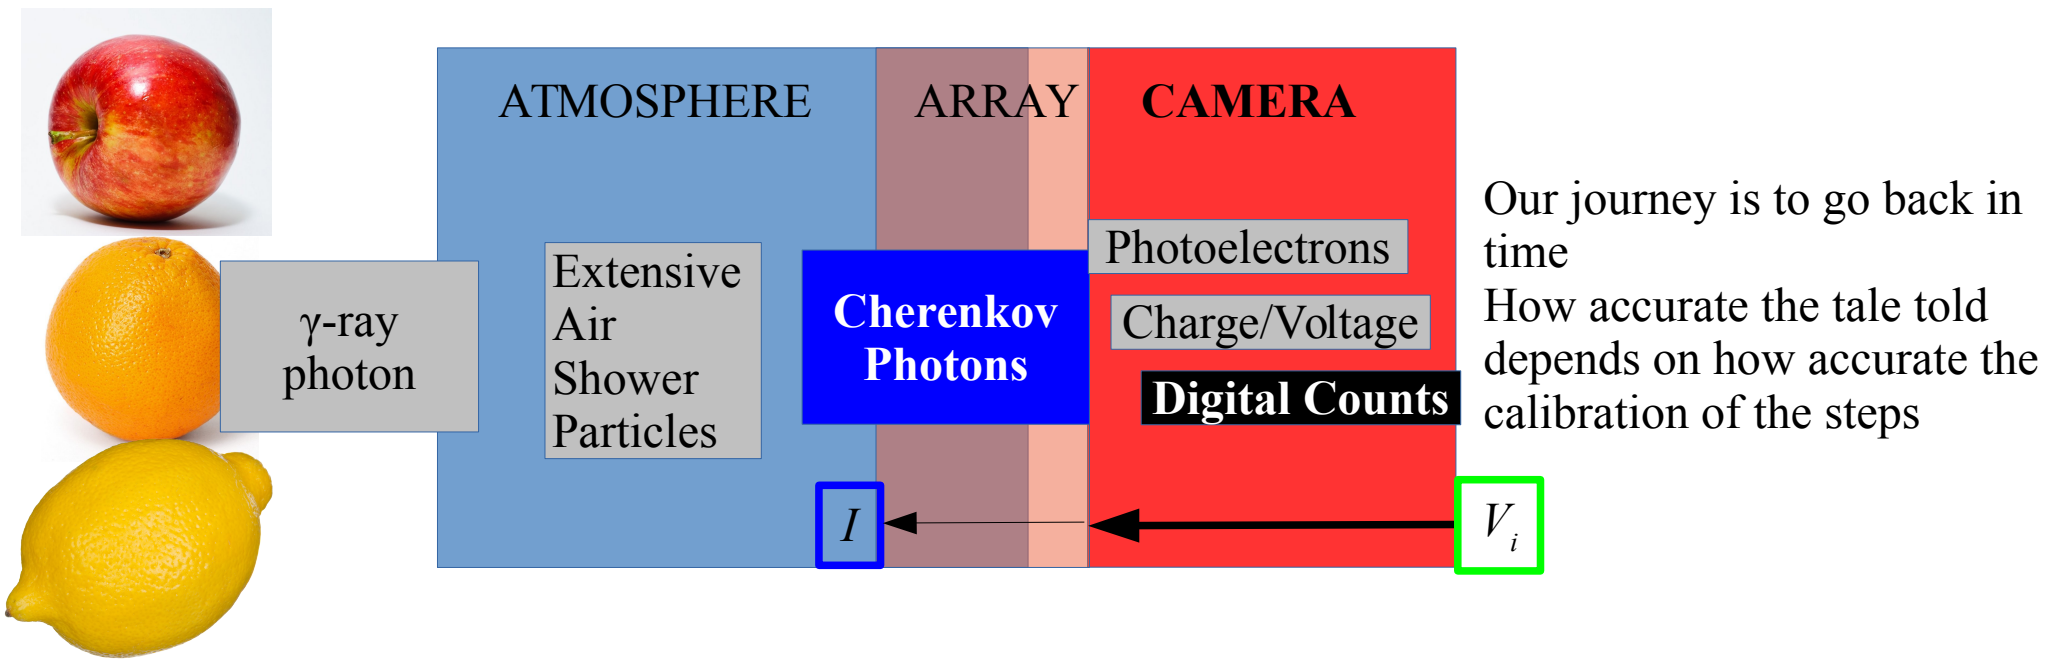 ATMOSPHERE
ARRAY
CAMERA
γ-ray
photon
Extensive
Air
Shower
Particles
Cherenkov
Photons
Photoelectrons
Charge/Voltage
Digital Counts
Our journey is to go back in
time
How accurate the tale told
depends on how accurate the
calibration of the steps
I
V_i